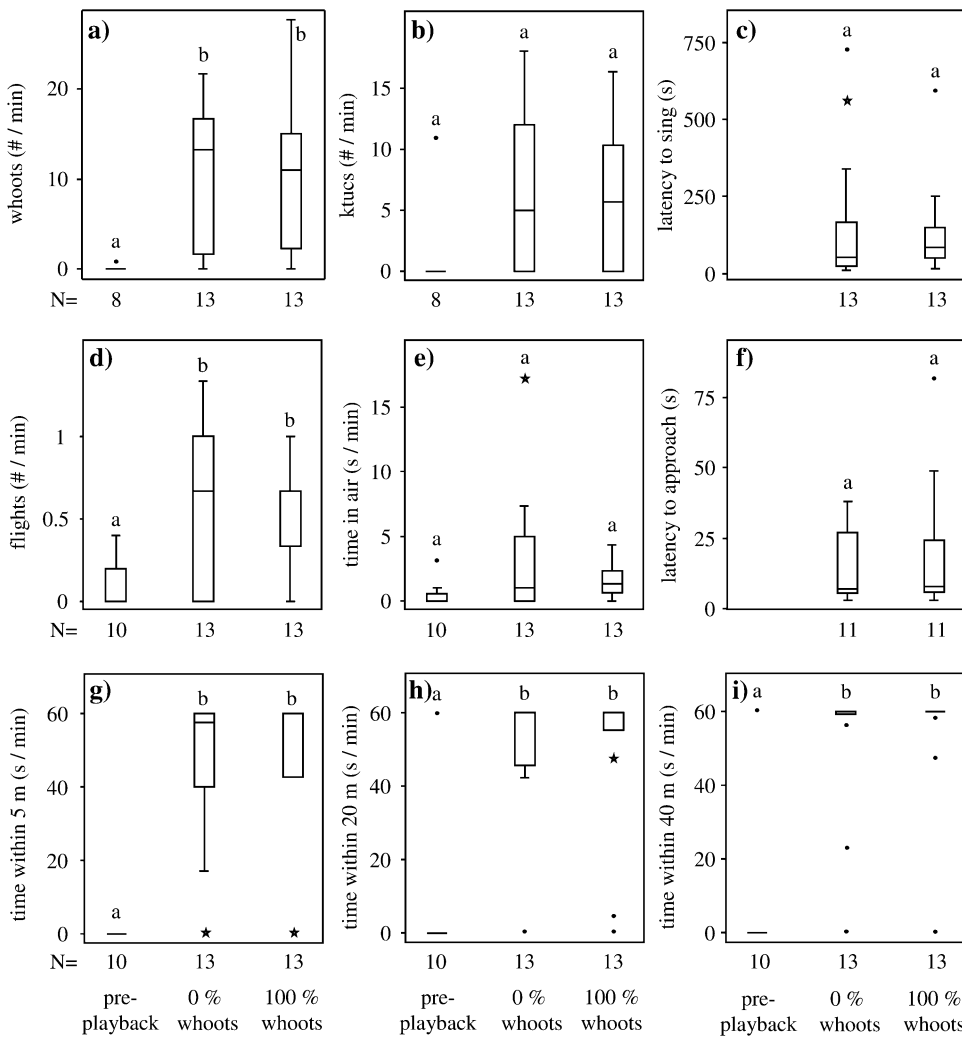 a)
whoots (# / min)
20
10
0
a
b
b
N=
8
13
13
b)
ktucs (# / min)
15
10
5
0
a
a
a
8
13
13
c)
latency to sing (s)
750
500
250
0
a
a
13
13
d)
flights (# / min)
1
0.5
0
a
b
b
N=
10
13
13
e)
time in air (s / min)
15
10
5
0
a
a
a
10
13
13
f)
latency to approach (s)
75
50
25
0
a
a
11
11
g)
time within 5 m (s / min)
60
40
20
0
a
b
b
N=
10
13
13
pre-
playback
0 %
whoots
100 %
whoots
h)
time within 20 m (s / min)
60
40
20
0
a
b
b
10
13
13
pre-
playback
0 %
whoots
100 %
whoots
i)
time within 40 m (s / min)
60
40
20
0
a
b
b
10
13
13
pre-
playback
0 %
whoots
100 %
whoots